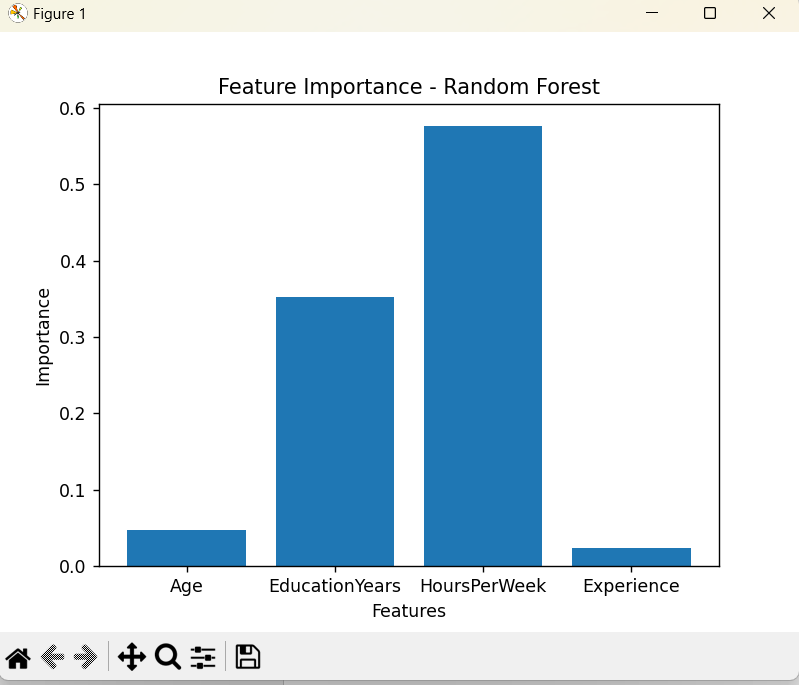 Figure 1
Feature Importance - Random Forest
0.6
0.5
0.4
0.3
0.2
0.1
0.0
Importance
Age EducationYears HoursPerWeek Experience
Features